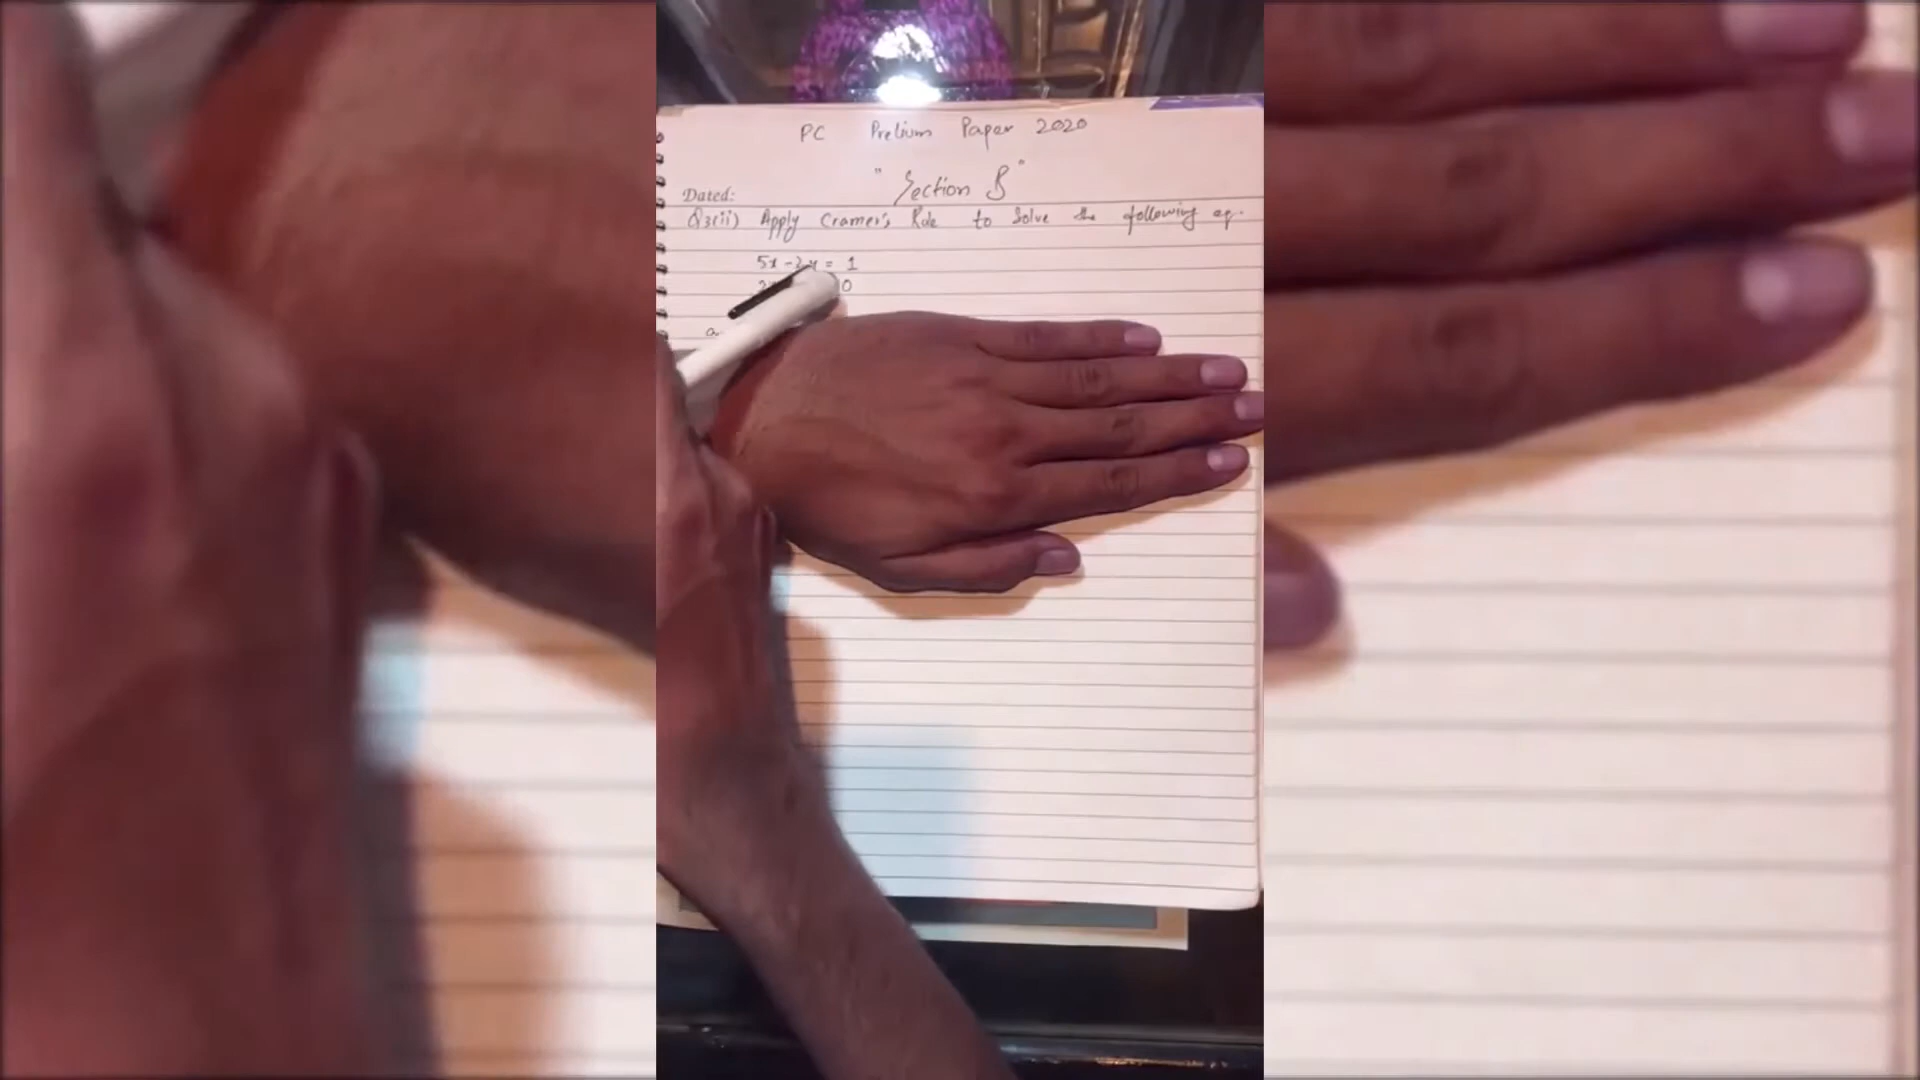 PC Prelium Paper 2020
"Section B"
Dated:
Q3(ii) Apply Cramer's Rule to Solve the following eq.
5x - 2y = 1
0